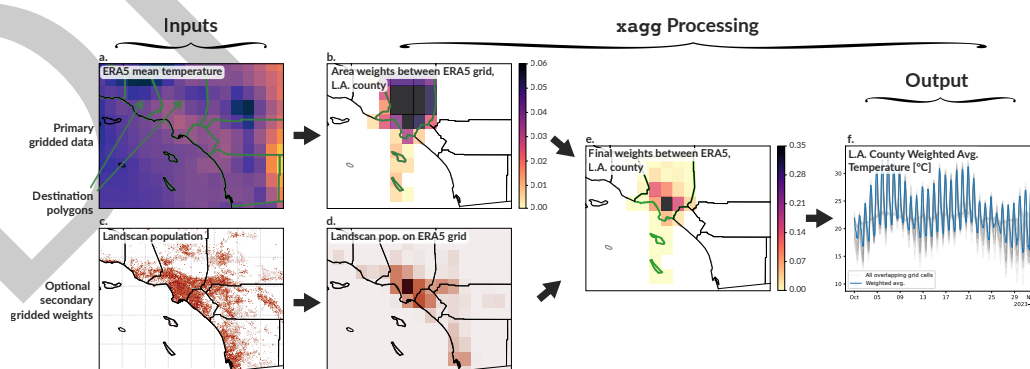 Inputs
xagg Processing
Output
a.
ERA5 mean temperature
Primary
gridded data
Destination
polygons
b.
Area weights between ERA5 grid,
L.A. county
0.06
0.05
0.04
0.03
0.02
0.01
0.00
c.
Landscan population
Optional
secondary
gridded weights
d.
Landscan pop. on ERA5 grid
e.
Final weights between ERA5,
L.A. county
0.35
0.28
0.21
0.14
0.07
0.00
f.
L.A. County Weighted Avg.
Temperature [°C]
30
25
20
15
10
All overlapping grid cells
Weighted avg.
Oct 05 09 13 17 21 25 29 N
2023-